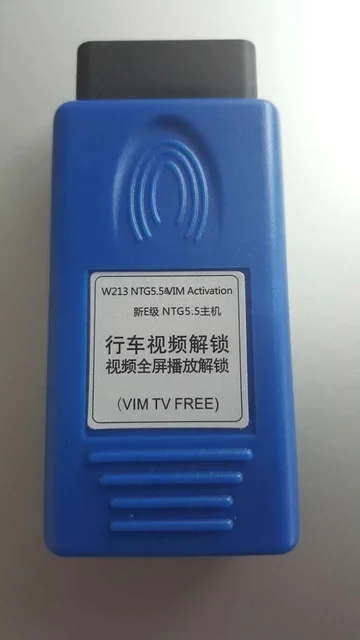 W213 NTG5.5&VIM Activation
新E级 NTG5.5主机
行车视频解锁
视频全屏播放解锁
(VIM TV FREE)